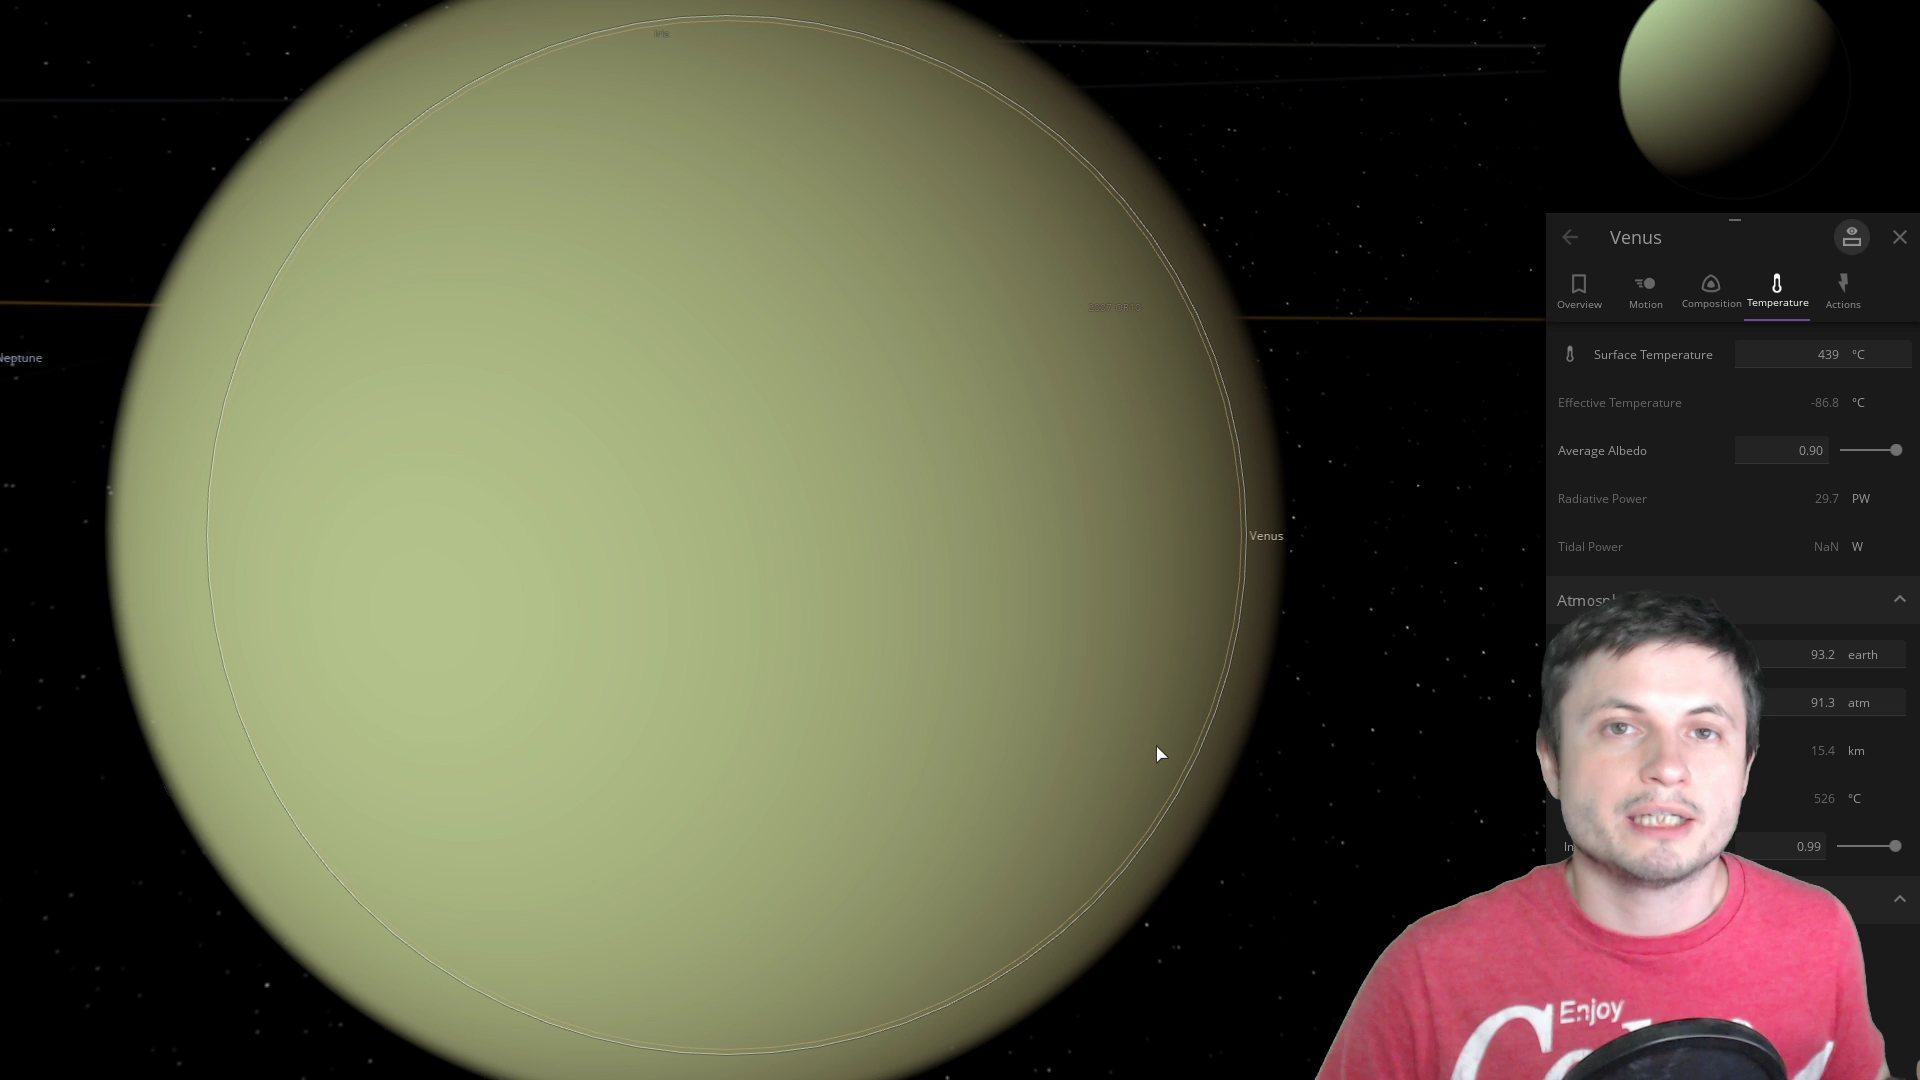 Iris
Neptune
Venus
Venus
Overview
Motion
Composition
Temperature
Actions
Surface Temperature 439 °C
Effective Temperature -86.8 °C
Average Albedo 0.90
Radiative Power 29.7 PW
Tidal Power NaN W
93.2 earth
91.3 atm
15.4 km
526 °C
0.99
Enjoy